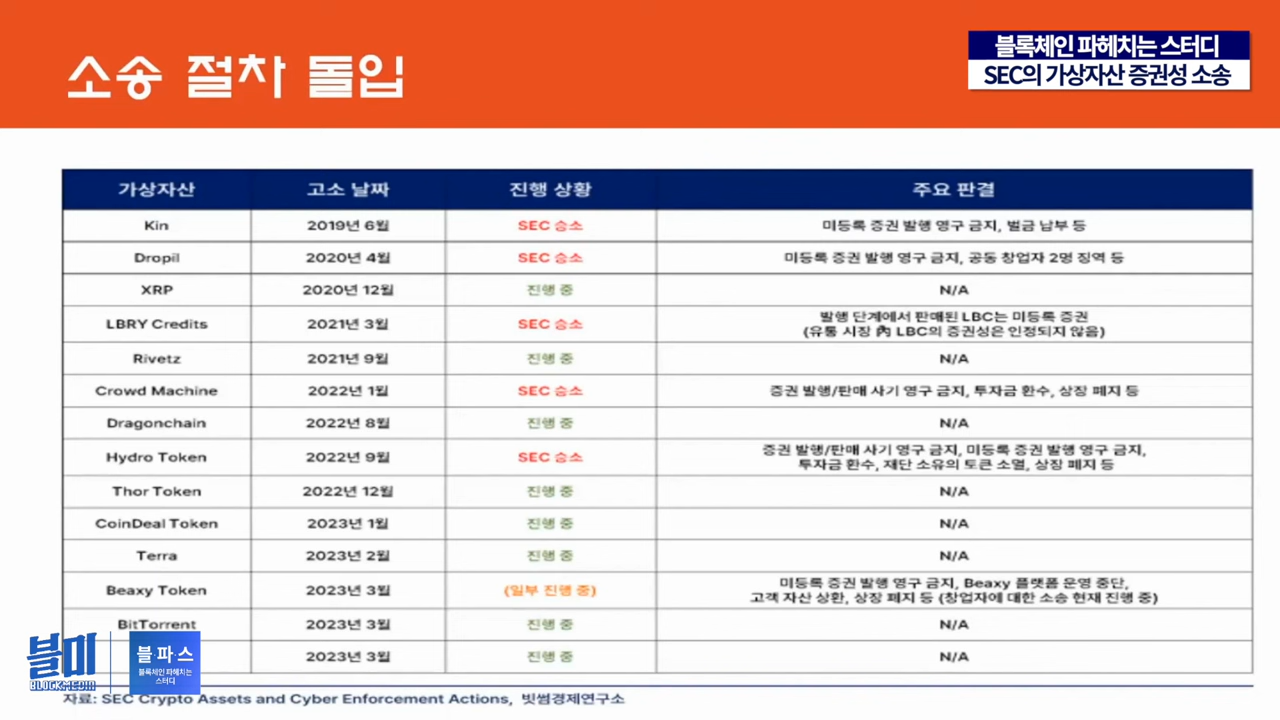 소송 절차 돌입
블록체인 파헤치는 스터디
SEC의 가상자산 증권성 소송
가상자산 고소 날짜 진행 상황 주요 판결
Kin 2019년 6월 SEC 승소 미등록 증권 발행 영구 금지, 벌금 납부 등
Dropil 2020년 4월 SEC 승소 미등록 증권 발행 영구 금지, 공동 창업자 2명 징역 등
XRP 2020년 12월 진행 중 N/A
LBRY Credits 2021년 3월 SEC 승소 발행 단계에서 판매된 LBC는 미등록 증권
(유통 시장 內 LBC의 증권성은 인정되지 않음)
Rivetz 2021년 9월 진행 중 N/A
Crowd Machine 2022년 1월 SEC 승소 증권 발행/판매 사기 영구 금지, 투자금 환수, 상장 폐지 등
Dragonchain 2022년 8월 진행 중 N/A
Hydro Token 2022년 9월 SEC 승소 증권 발행/판매 사기 영구 금지, 미등록 증권 발행 영구 금지,
투자금 환수, 재단 소유의 토큰 소멸, 상장 폐지 등
Thor Token 2022년 12월 진행 중 N/A
CoinDeal Token 2023년 1월 진행 중 N/A
Terra 2023년 2월 진행 중 N/A
Beaxy Token 2023년 3월 (일부 진행 중) 미등록 증권 발행 영구 금지, Beaxy 플랫폼 운영 중단,
고객 자산 상환, 상장 폐지 등 (창업자에 대한 소송 현재 진행 중)
BitTorrent 2023년 3월 진행 중 N/A
2023년 3월 진행 중 N/A
블미
BLOCKMEDIA
블·파·스
블록체인 파헤치는
스터디
자료: SEC Crypto Assets and Cyber Enforcement Actions, 빗썸경제연구소